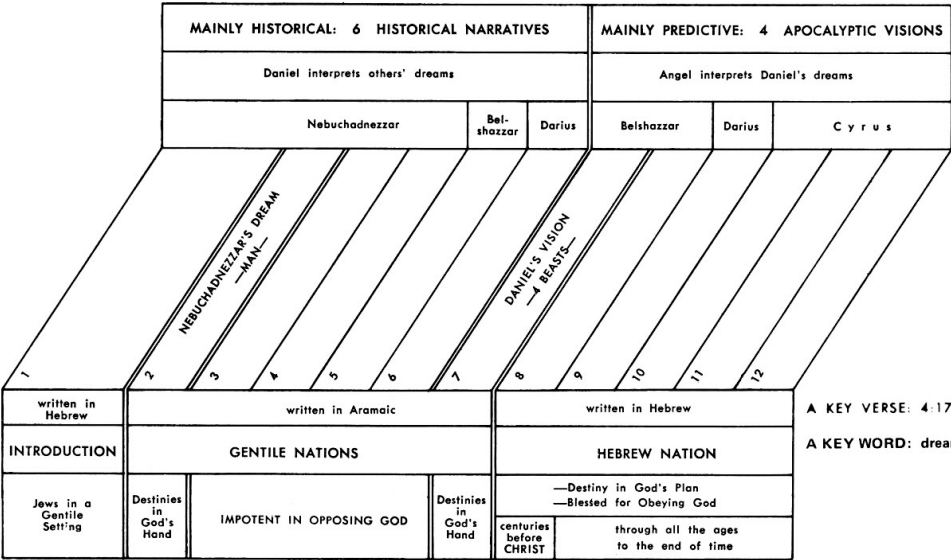 MAINLY HISTORICAL: 6 HISTORICAL NARRATIVES
MAINLY PREDICTIVE: 4 APOCALYPTIC VISIONS
Daniel interprets others' dreams
Angel interprets Daniel's dreams
Nebuchadnezzar
Bel-
shazzar
Darius
Belshazzar
Darius
Cyrus
NEBUCHADNEZZAR'S DREAM
—MAN—
DANIEL'S VISION
—4 BEASTS—
1
2
3
4
5
6
7
8
9
10
11
12
written in
Hebrew
written in Aramaic
written in Hebrew
A KEY VERSE: 4:17
INTRODUCTION
GENTILE NATIONS
HEBREW NATION
A KEY WORD: drea
Jews in a
Gentile
Setting
Destinies
in
God's
Hand
IMPOTENT IN OPPOSING GOD
Destinies
in
God's
Hand
—Destiny in God's Plan
—Blessed for Obeying God
centuries
before
CHRIST
through all the ages
to the end of time